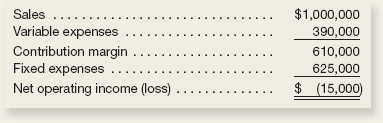 Sales . . . . . . . . . . . . . . . . . . . . . . . . . . . . . . . $1,000,000
Variable expenses . . . . . . . . . . . . . . . . . . . . . 390,000
Contribution margin . . . . . . . . . . . . . . . . . . . . 610,000
Fixed expenses . . . . . . . . . . . . . . . . . . . . . . . 625,000
Net operating income (loss) . . . . . . . . . . . . . . $ (15,000)